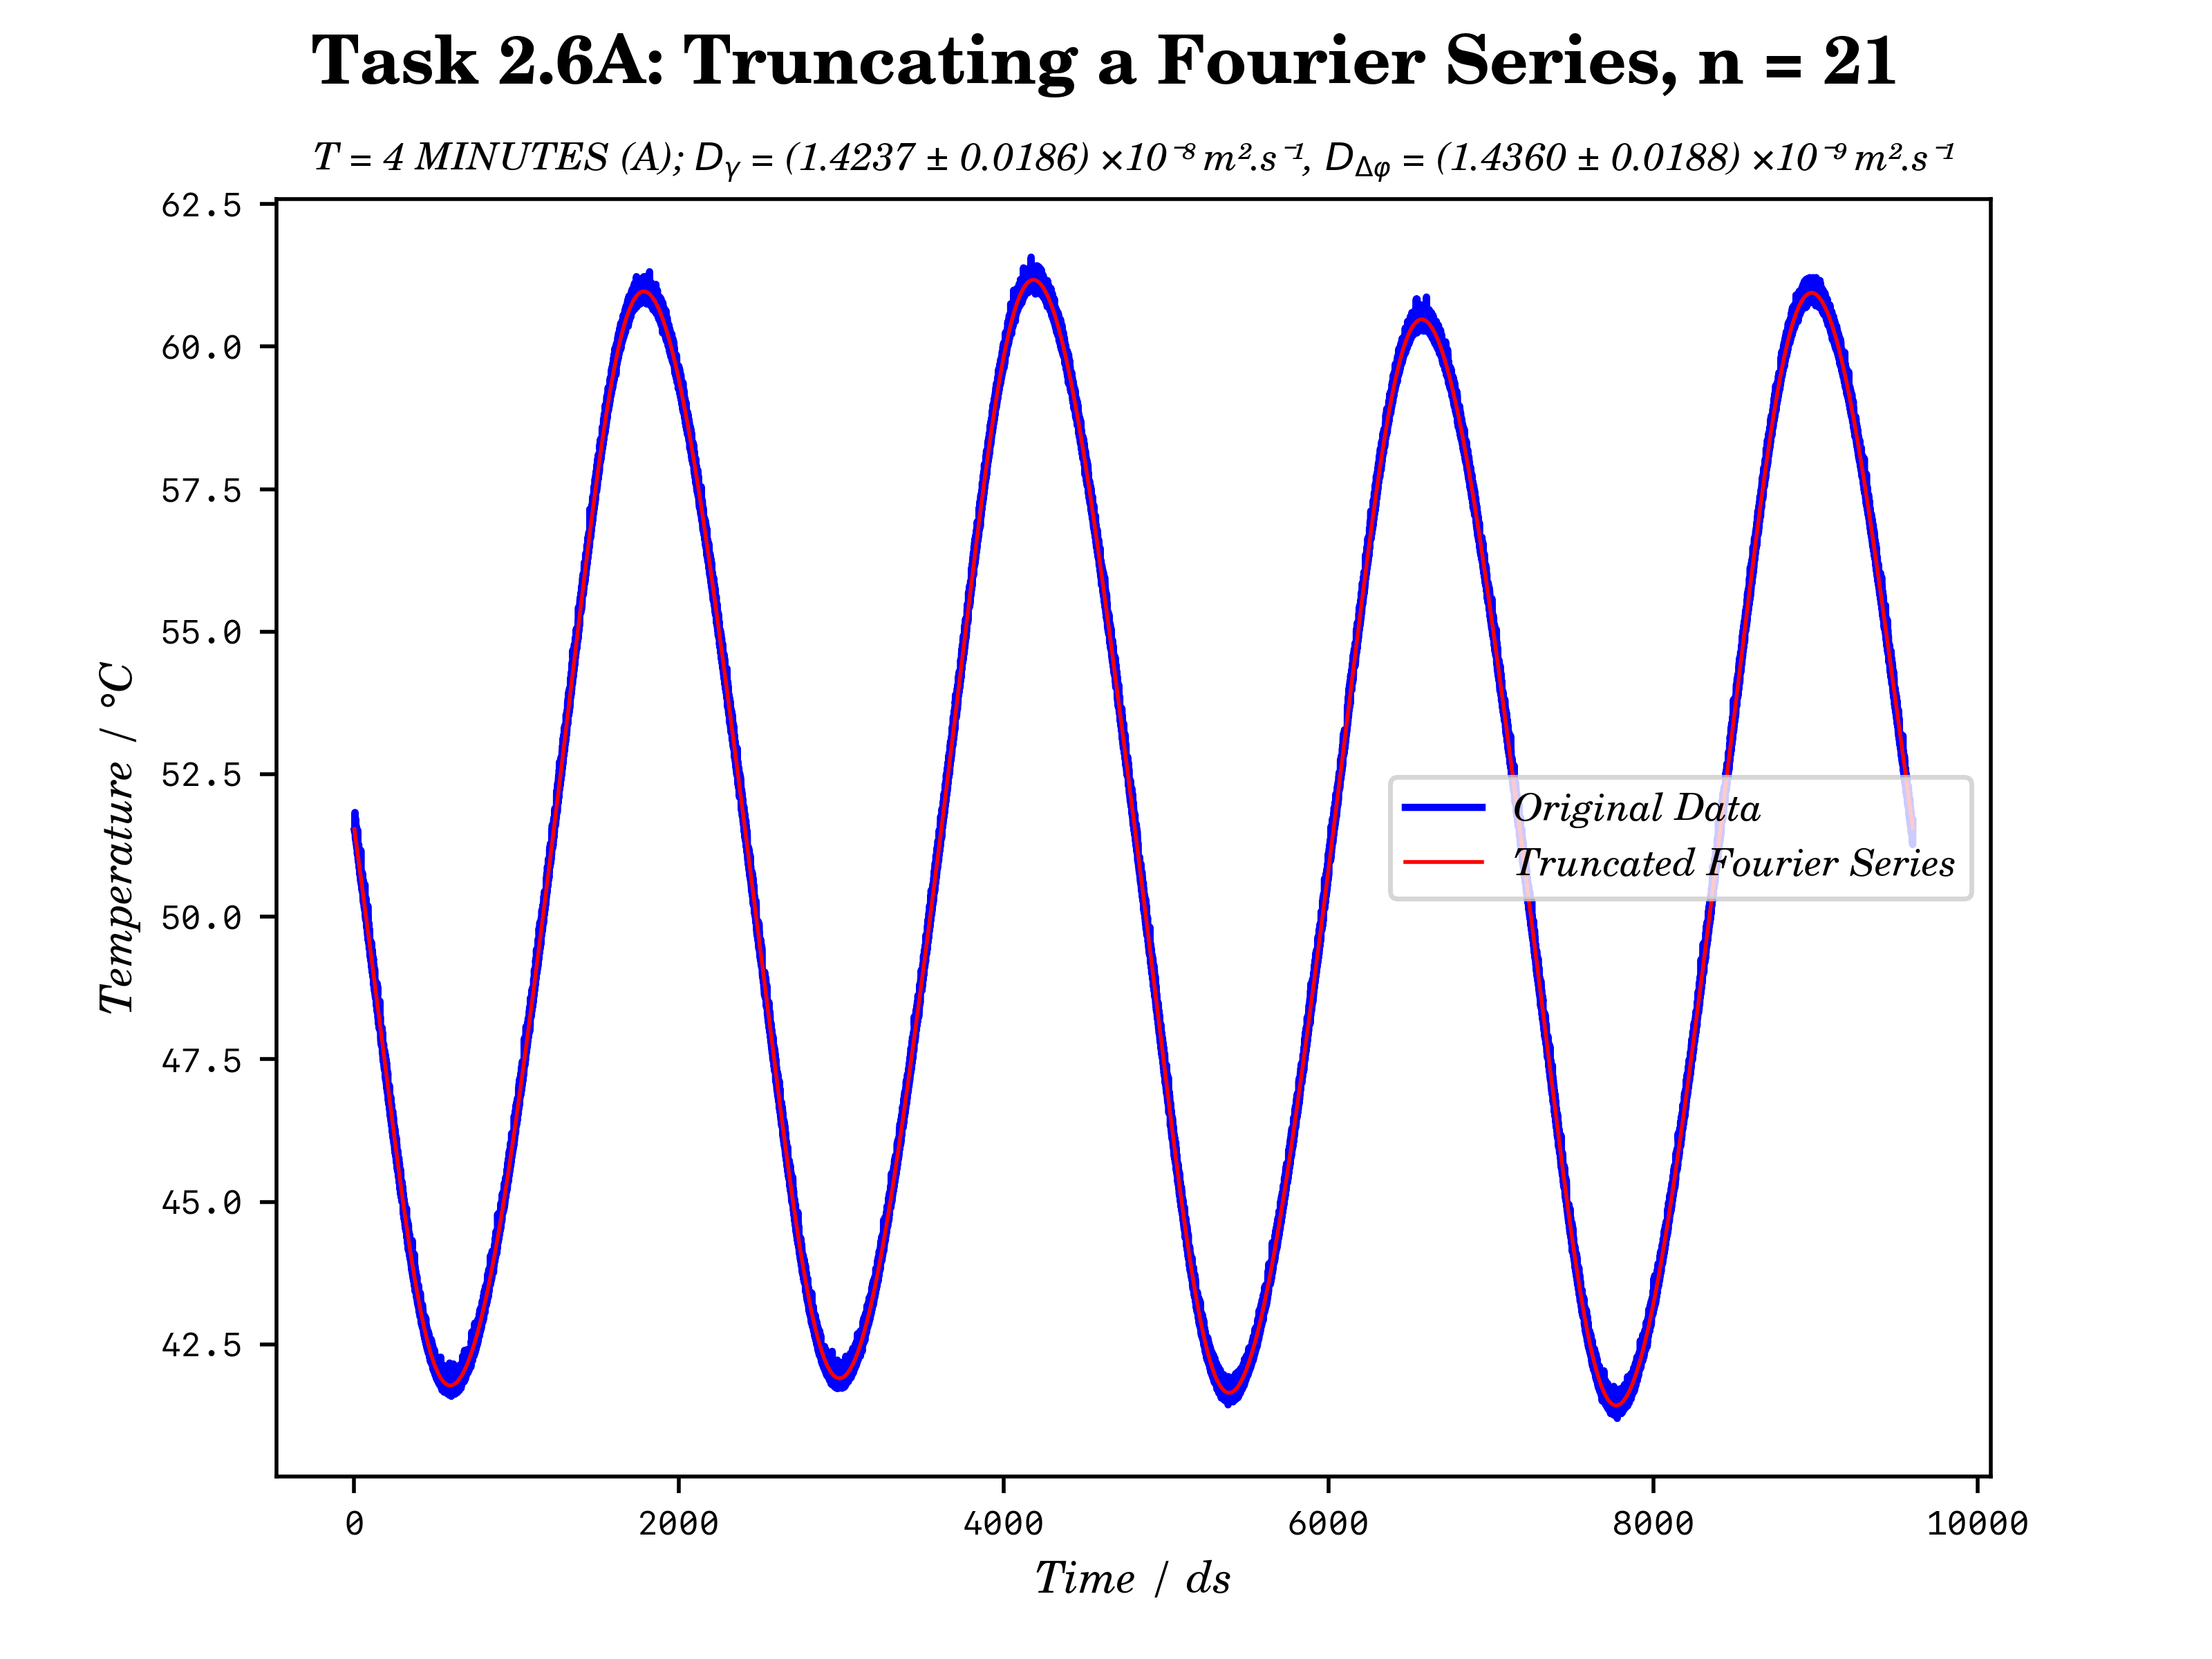 Task 2.6A: Truncating a Fourier Series, n = 21
T = 4 MINUTES (A); Dᵧ = (1.4237 ± 0.0186) ×10⁻⁸ m².s⁻¹, D_Δφ = (1.4360 ± 0.0188) ×10⁻⁹ m².s⁻¹
62.5
60.0
57.5
55.0
52.5
50.0
47.5
45.0
42.5
Temperature / °C
Original Data
Truncated Fourier Series
0 2000 4000 6000 8000 10000
Time / ds